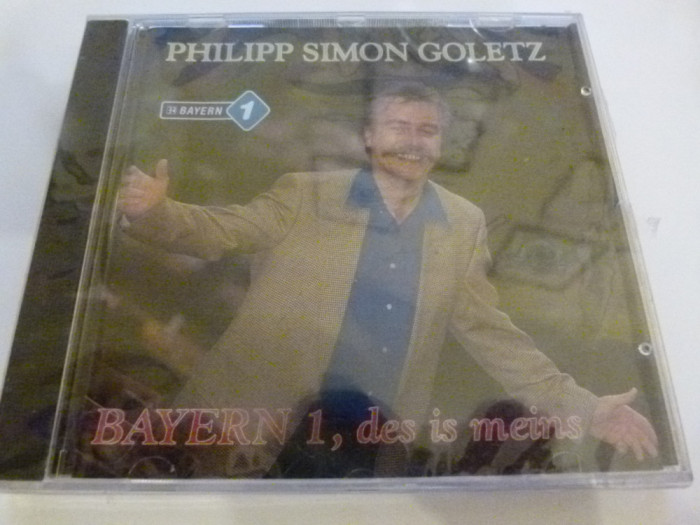 PHILIPP SIMON GOLETZ
BAYERN 1
BAYERN 1, des is meins